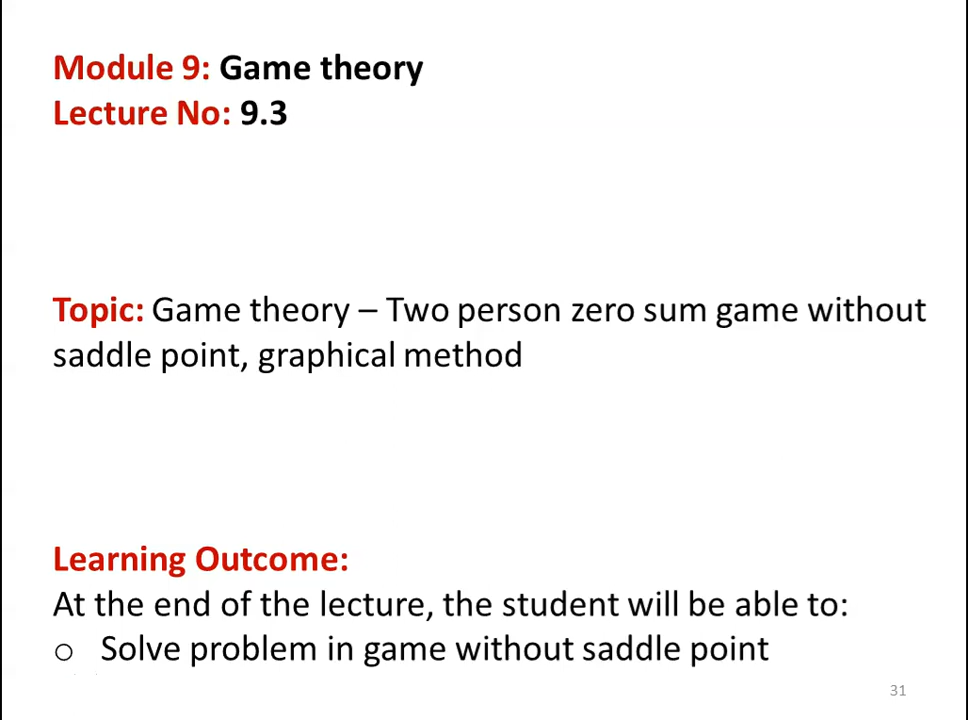 Module 9: Game theory
Lecture No: 9.3
Topic: Game theory – Two person zero sum game without
saddle point, graphical method
Learning Outcome:
At the end of the lecture, the student will be able to:
o Solve problem in game without saddle point
31